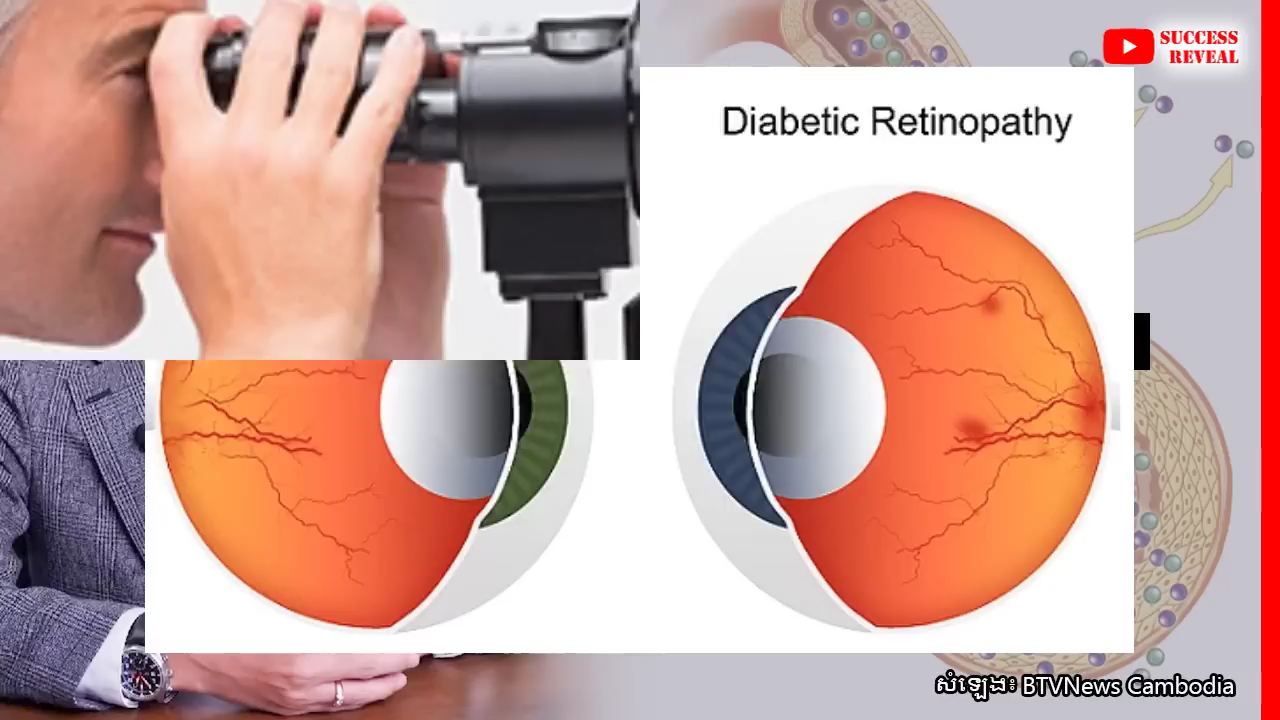 SUCCESS
REVEAL
Diabetic Retinopathy
សំឡេង៖ BTVNews Cambodia